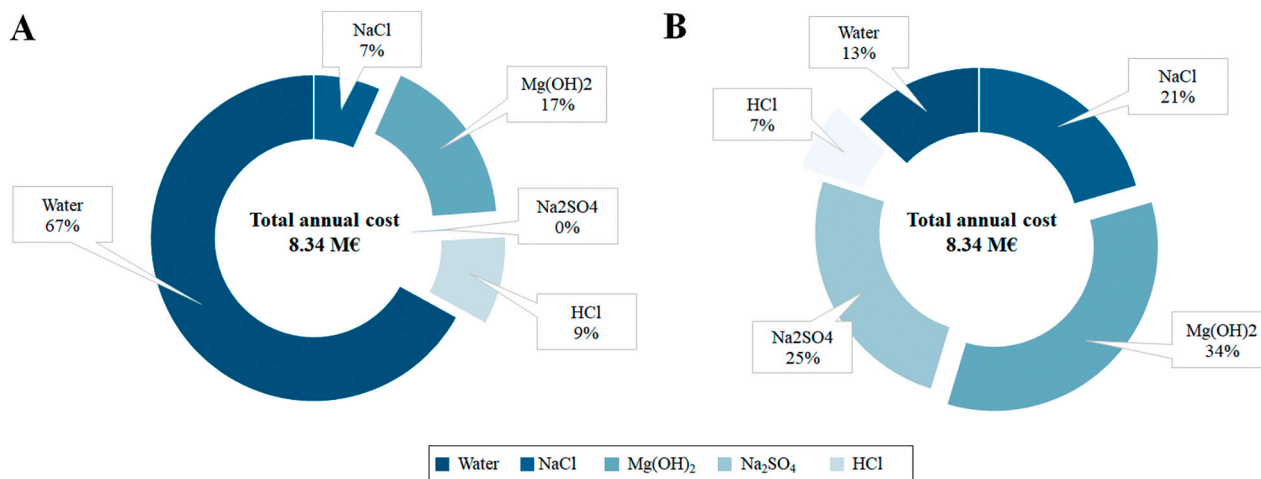 A
NaCl
7%
Mg(OH)2
17%
Water
67%
Total annual cost
8.34 M€
Na2SO4
0%
HCl
9%
B
Water
13%
NaCl
21%
HCl
7%
Total annual cost
8.34 M€
Na2SO4
25%
Mg(OH)2
34%
Water NaCl Mg(OH)₂ Na₂SO₄ HCl